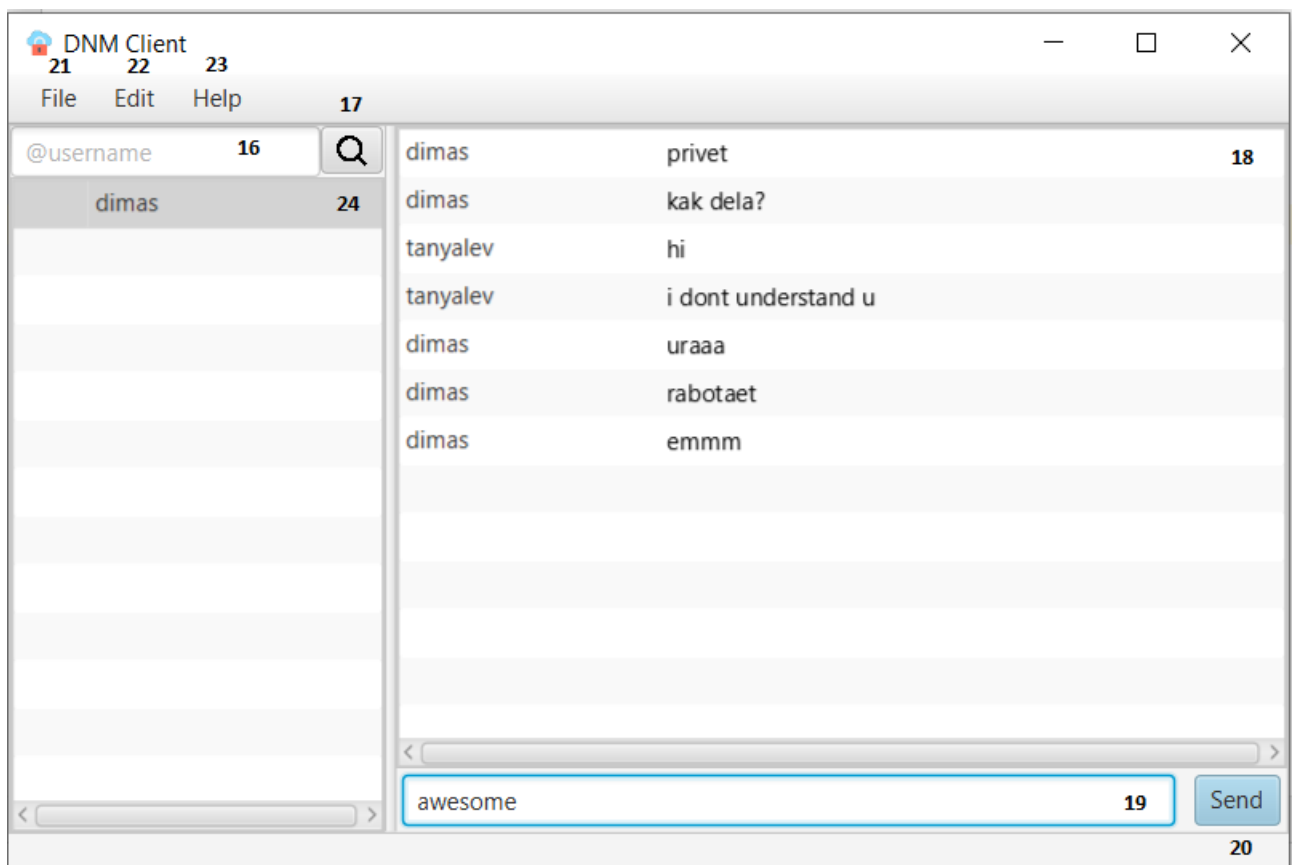 DNM Client
21 22 23
File Edit Help 17
@username 16
dimas 24
dimas privet 18
dimas kak dela?
tanyalev hi
tanyalev i dont understand u
dimas uraaa
dimas rabotaet
dimas emmm
awesome 19 Send
20